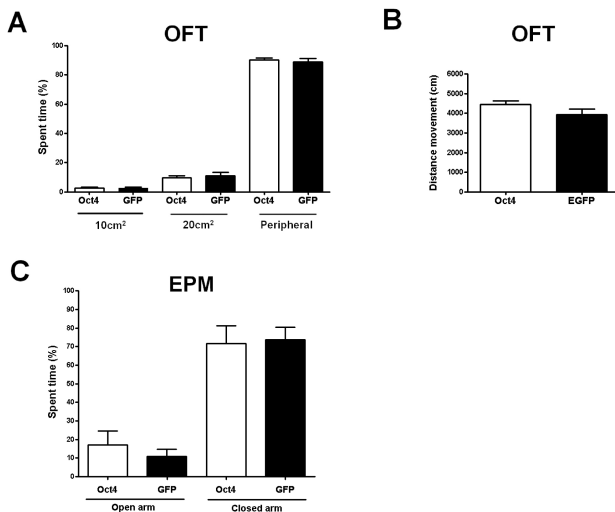 A
OFT
Spent time (%)
100
80
60
40
20
0
Oct4 GFP Oct4 GFP Oct4 GFP
10cm² 20cm² Peripheral
B
OFT
Distance movement (cm)
6000
5000
4000
3000
2000
1000
0
Oct4 EGFP
C
EPM
Spent time (%)
100
90
80
70
60
50
40
30
20
10
0
Oct4 GFP Oct4 GFP
Open arm Closed arm